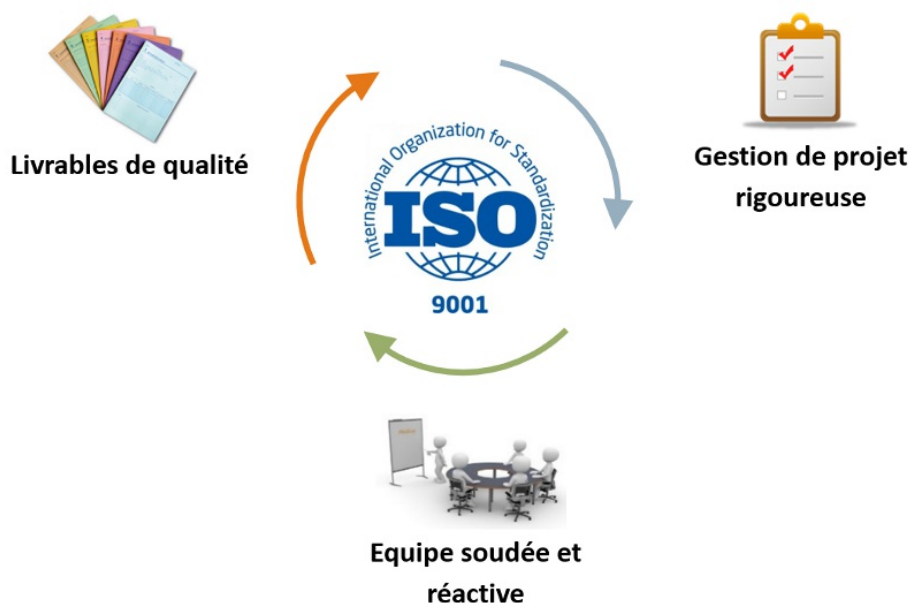 Livrables de qualité
International Organization for Standardization
ISO
9001
Gestion de projet
rigoureuse
Equipe soudée et
réactive